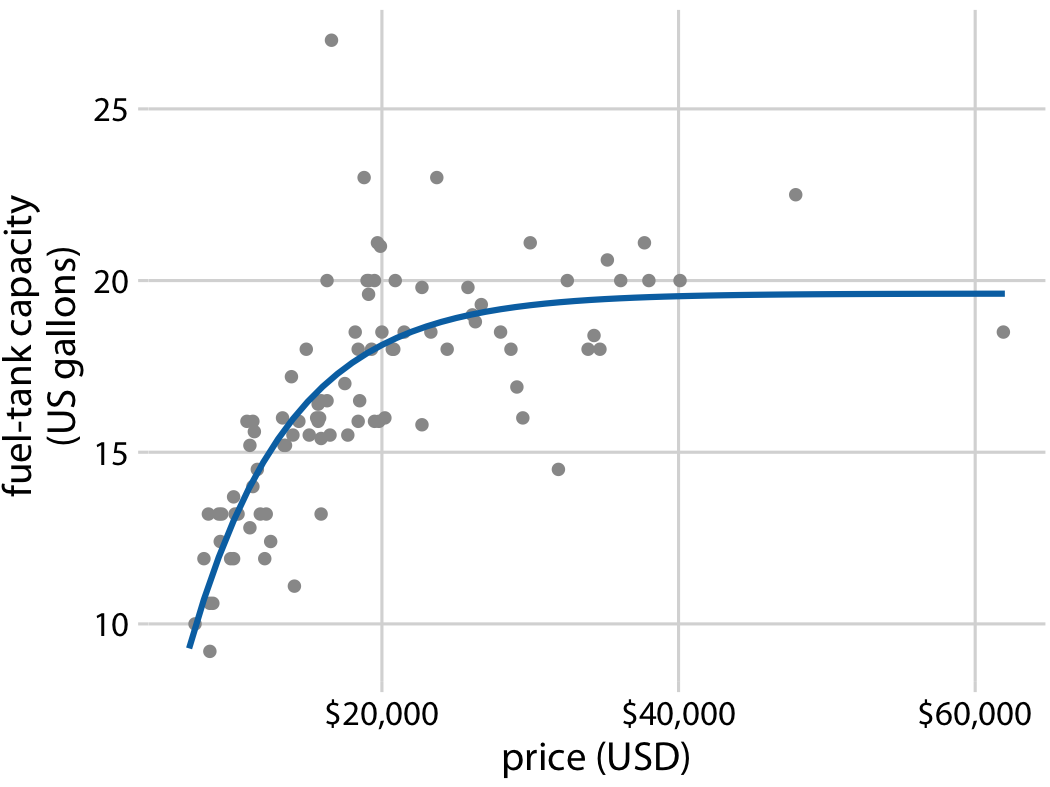 fuel-tank capacity
(US gallons)
25
20
15
10
$20,000
$40,000
$60,000
price (USD)